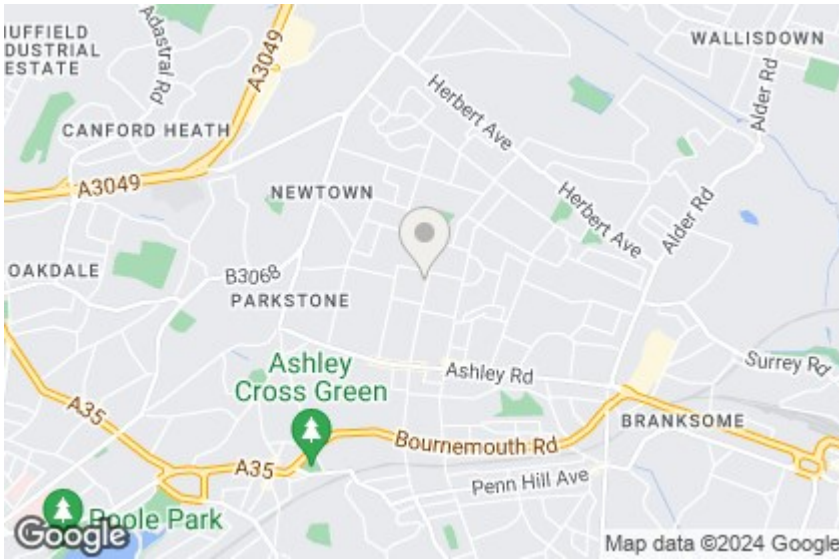 NUFFIELD
INDUSTRIAL
ESTATE
Adastral Rd
A3049
WALLISDOWN
Alder Rd
Herbert Ave
CANFORD HEATH
A3049
NEWTOWN
Herbert Ave
Alder Rd
OAKDALE
B3068
PARKSTONE
Ashley
Cross Green
Ashley Rd
Surrey Rd
A35
BRANKSOME
Bournemouth Rd
A35
Penn Hill Ave
Poole Park
Google
Map data ©2024 Google